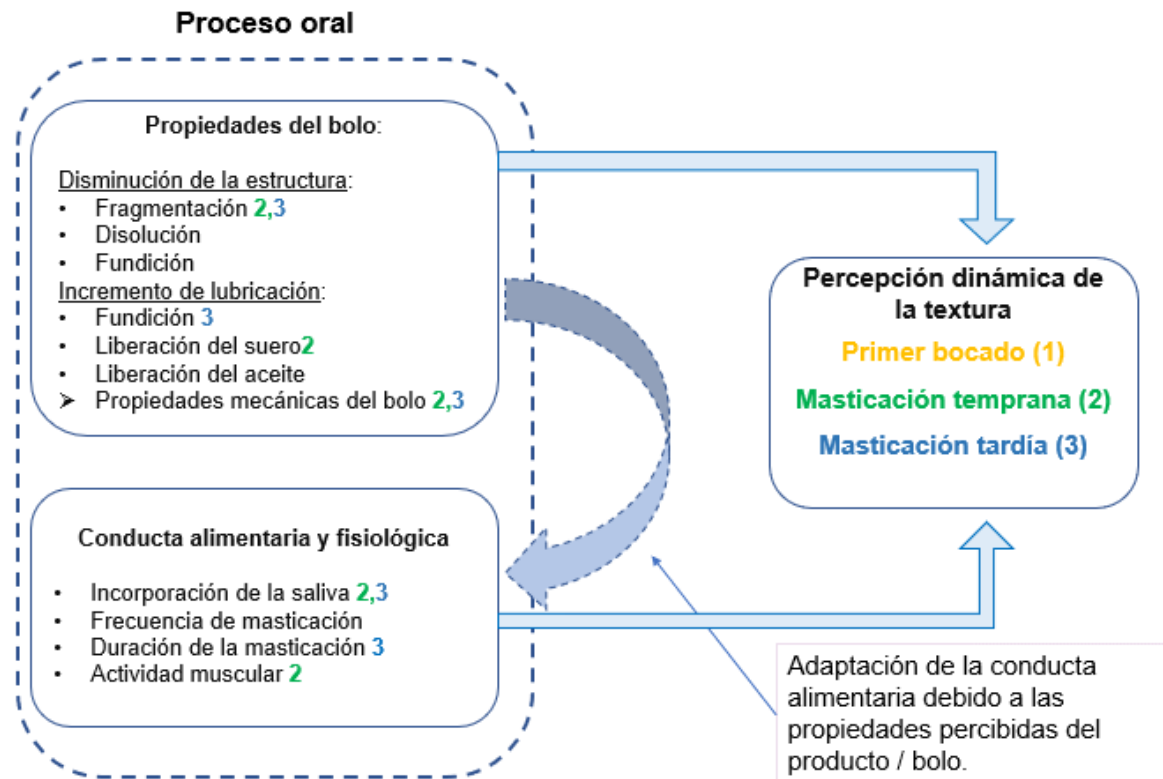 Proceso oral
Propiedades del bolo:
Disminución de la estructura:
• Fragmentación 2,3
• Disolución
• Fundición
Incremento de lubricación:
• Fundición 3
• Liberación del suero2
• Liberación del aceite
➢ Propiedades mecánicas del bolo 2,3
Conducta alimentaria y fisiológica
• Incorporación de la saliva 2,3
• Frecuencia de masticación
• Duración de la masticación 3
• Actividad muscular 2
Percepción dinámica de
la textura
Primer bocado (1)
Masticación temprana (2)
Masticación tardía (3)
Adaptación de la conducta
alimentaria debido a las
propiedades percibidas del
producto / bolo.